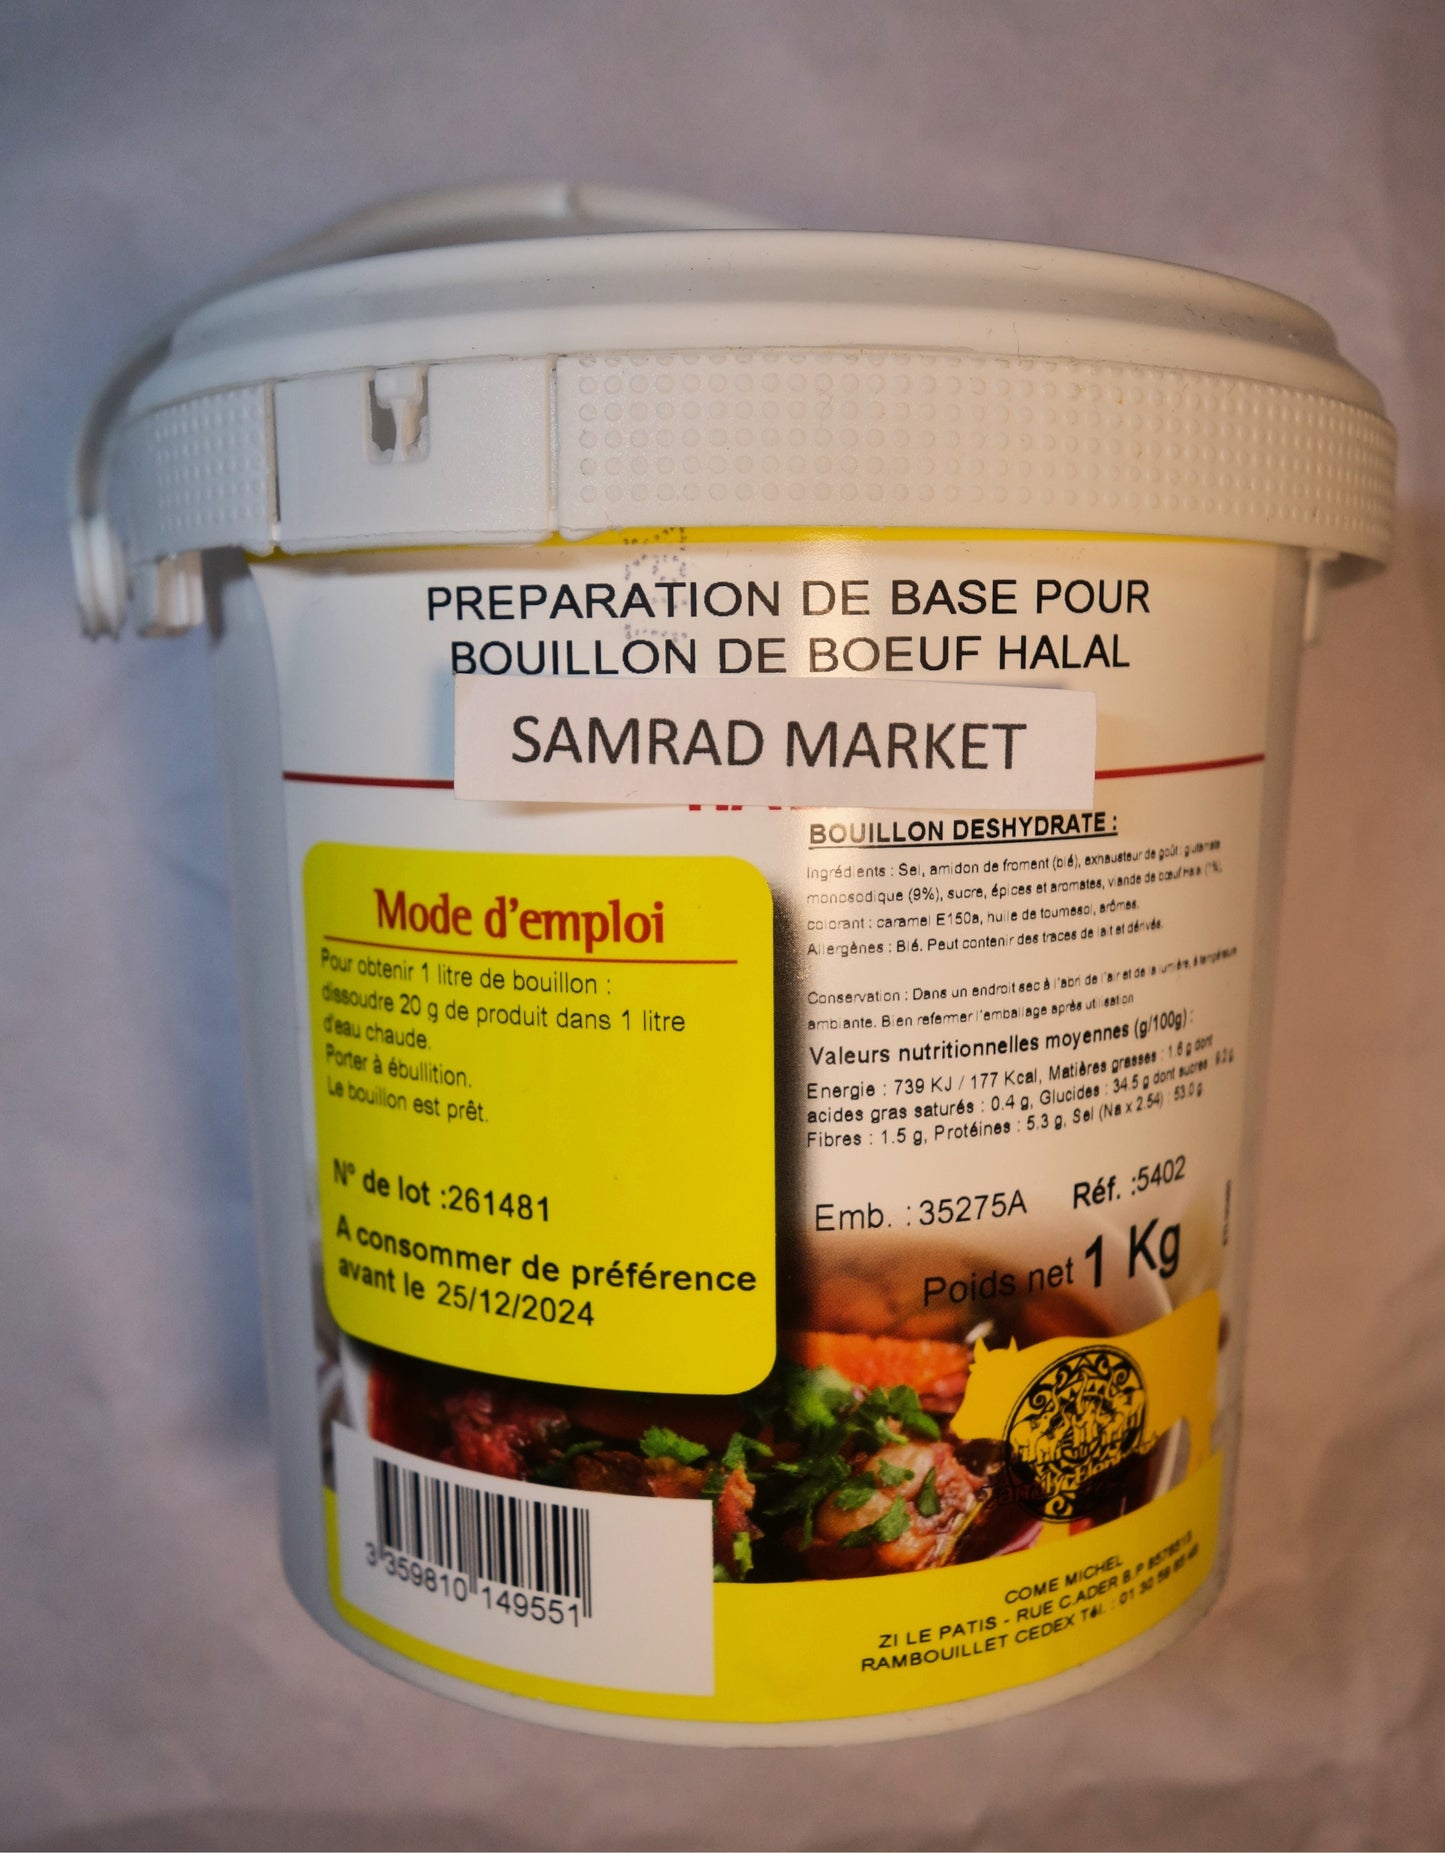 PREPARATION DE BASE POUR
BOUILLON DE BOEUF HALAL
SAMRAD MARKET
BOUILLON DESHYDRATE :
Ingrédients : Sel, amidon de froment (blé), exhausteur de goût : glutamate
monosodique (9%), sucre, épices et aromates, viande de bœuf Halal (1%),
colorant : caramel E150a, huile de tournesol, arômes.
Allergènes : Blé. Peut contenir des traces de lait et dérivés.
Conservation : Dans un endroit sec à l'abri de l'air et de la lumière, à température
ambiante. Bien refermer l'emballage après utilisation
Valeurs nutritionnelles moyennes (g/100g) :
Energie : 739 KJ / 177 Kcal, Matières grasses : 1.6 g dont
acides gras saturés : 0.4 g, Glucides : 34.5 g dont sucres 9.2 g
Fibres : 1.5 g, Protéines : 5.3 g, Sel (Na x 2.54) : 53.0 g
Emb. : 35275A Réf. :5402
Poids net 1 Kg
Mode d'emploi
Pour obtenir 1 litre de bouillon :
dissoudre 20 g de produit dans 1 litre
d'eau chaude.
Porter à ébullition.
Le bouillon est prêt.
N° de lot :261481
A consommer de préférence
avant le 25/12/2024
3 359810 149551
COME MICHEL
ZI LE PATIS - RUE C.ADER B.P
RAMBOUILLET CEDEX Tél. : 01 30 59